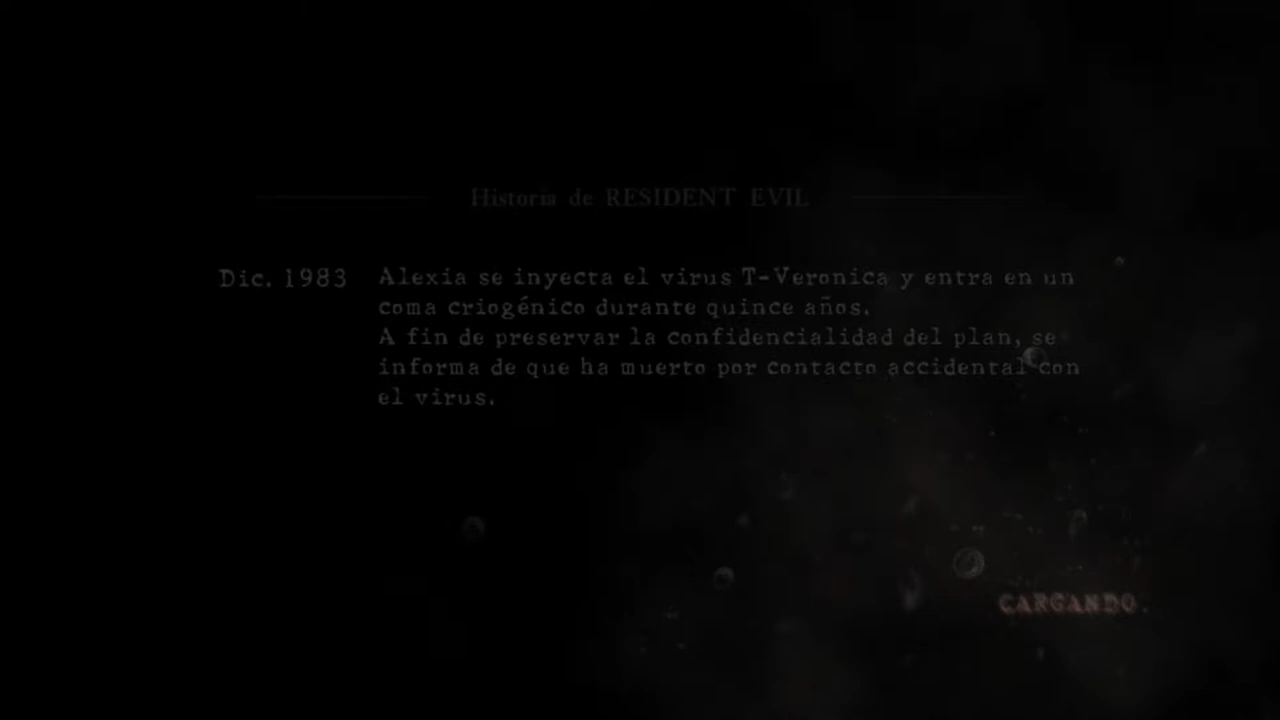 Historia de RESIDENT EVIL
Dic. 1983 Alexia se inyecta el virus T-Veronica y entra en un
coma criogénico durante quince años.
A fin de preservar la confidencialidad del plan, se
informa de que ha muerto por contacto accidental con
el virus.
CARGANDO.